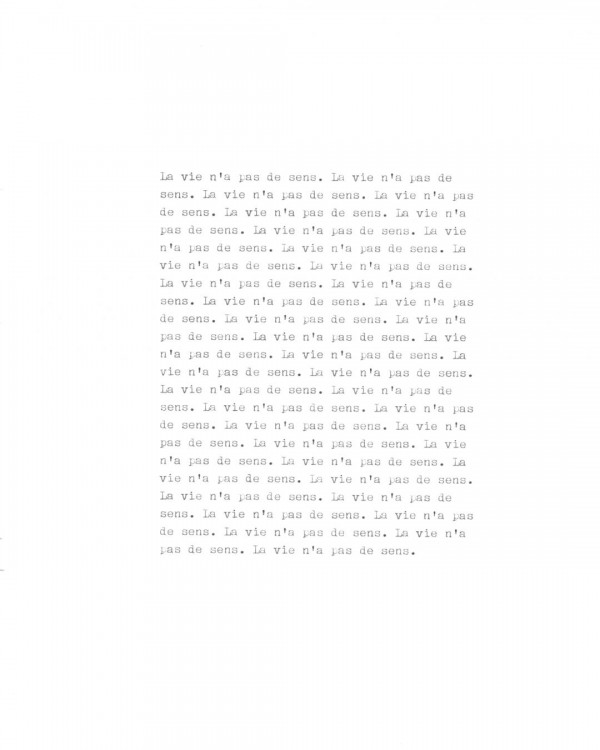 La vie n'a pas de sens. La vie n'a pas de
sens. La vie n'a pas de sens. La vie n'a pas
de sens. La vie n'a pas de sens. La vie n'a
pas de sens. La vie n'a pas de sens. La vie
n'a pas de sens. La vie n'a pas de sens. La
vie n'a pas de sens. La vie n'a pas de sens.
La vie n'a pas de sens. La vie n'a pas de
sens. La vie n'a pas de sens. La vie n'a pas
de sens. La vie n'a pas de sens. La vie n'a
pas de sens. La vie n'a pas de sens. La vie
n'a pas de sens. La vie n'a pas de sens. La
vie n'a pas de sens. La vie n'a pas de sens.
La vie n'a pas de sens. La vie n'a pas de
sens. La vie n'a pas de sens. La vie n'a pas
de sens. La vie n'a pas de sens. La vie n'a
pas de sens. La vie n'a pas de sens. La vie
n'a pas de sens. La vie n'a pas de sens. La
vie n'a pas de sens. La vie n'a pas de sens.
La vie n'a pas de sens. La vie n'a pas de
sens. La vie n'a pas de sens. La vie n'a pas
de sens. La vie n'a pas de sens. La vie n'a
pas de sens. La vie n'a pas de sens.